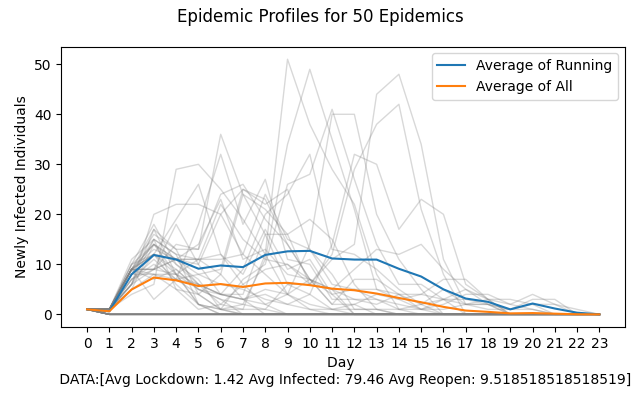 Epidemic Profiles for 50 Epidemics
Newly Infected Individuals
50
40
30
20
10
0
Average of Running
Average of All
0 1 2 3 4 5 6 7 8 9 10 11 12 13 14 15 16 17 18 19 20 21 22 23
Day
DATA:[Avg Lockdown: 1.42 Avg Infected: 79.46 Avg Reopen: 9.518518518518519]